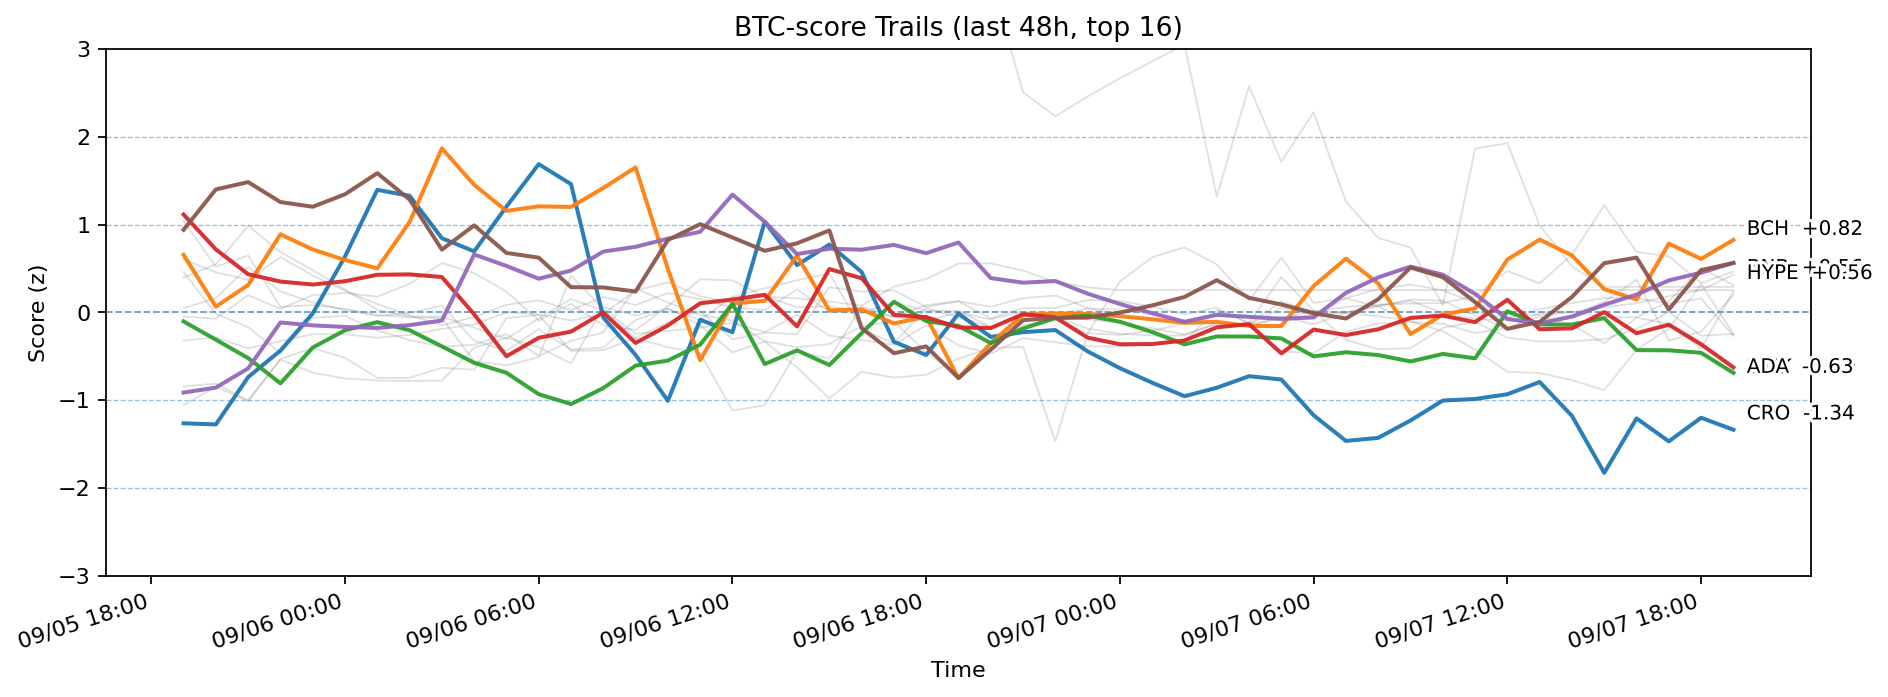 BTC-score Trails (last 48h, top 16)
Score (z)
3
2
1
0
−1
−2
−3
BCH +0.82
HYPE +0.56
ADA -0.63
CRO -1.34
09/05 18:00
09/06 00:00
09/06 06:00
09/06 12:00
09/06 18:00
09/07 00:00
09/07 06:00
09/07 12:00
09/07 18:00
Time